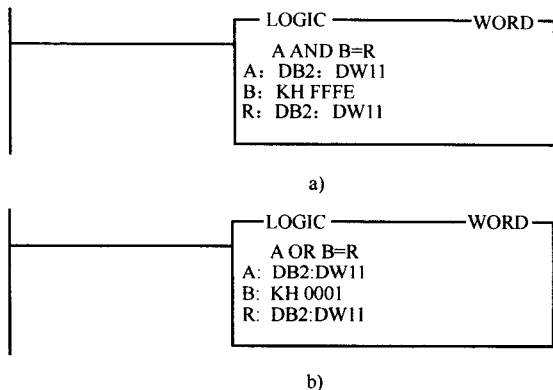 LOGIC WORD
A AND B=R
A： DB2： DW11
B： KH FFFE
R： DB2： DW11
a)
LOGIC WORD
A OR B=R
A: DB2:DW11
B: KH 0001
R: DB2:DW11
b)